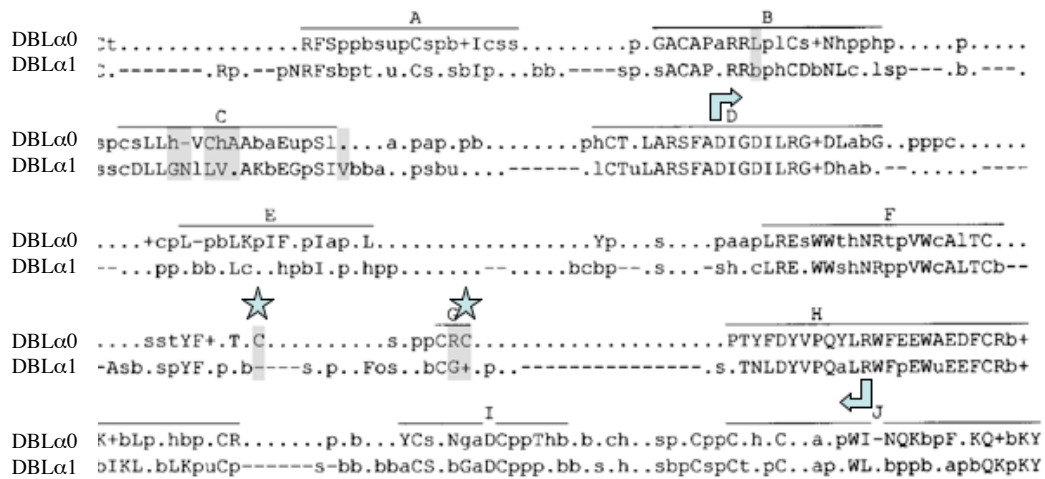 A B
DBLα0 Ct..............RFSppbsupCspb+Icss.........p.GACAPaRRLplCs+Nhpphp.....p.....
DBLα1 C.-------.Rp.--pNRFsbpt.u.Cs.sbIp...bb.----sp.sACAP.RRbphCDbNLc.lsp---.b.---.
C D
DBLα0 spcsLLh-VChAAbaEupSl.....a.pap.pb..........phCT.LARSFADIGDILRG+DLabG..pppc.....
DBLα1 sscDLLGNlLV.AKbEGpSIVbba..psbu....------.lCTuLARSFADIGDILRG+Dhab.--------------
E F
DBLα0 ....+cpL-pbLKpIF.pIap.L...................Yp...s....paapLREsWWthNRtpVWcAlTC...
DBLα1 --...pp.bb.Lc..hpbI.p.hpp.......--.....bcbp--.s...-sh.cLRE.WWshNRppVWcALTCb--
G H
DBLα0 ...sstYF+.T.C...........s.ppCRC......................PTYFDYVPQYLRWFEEWAEDFCRb+
DBLα1 -Asb.spYF.p.b----s.p..Fos..bCG+.p..---------------.s.TNLDYVPQaLRWFpEWuEEFCRb+
I J
DBLα0 K+bLp.hbp.CR.......p.b...YCs.NgaDCppThb.b.ch..sp.CppC.h.C..a.pWI-NQKbpF.KQ+bKY
DBLα1 bIKL.bLKpuCp------s-bb.bbaCS.bGaDCppp.bb.s.h..sbpCspCt.pC..ap.WL.bppb.apbQKpKY